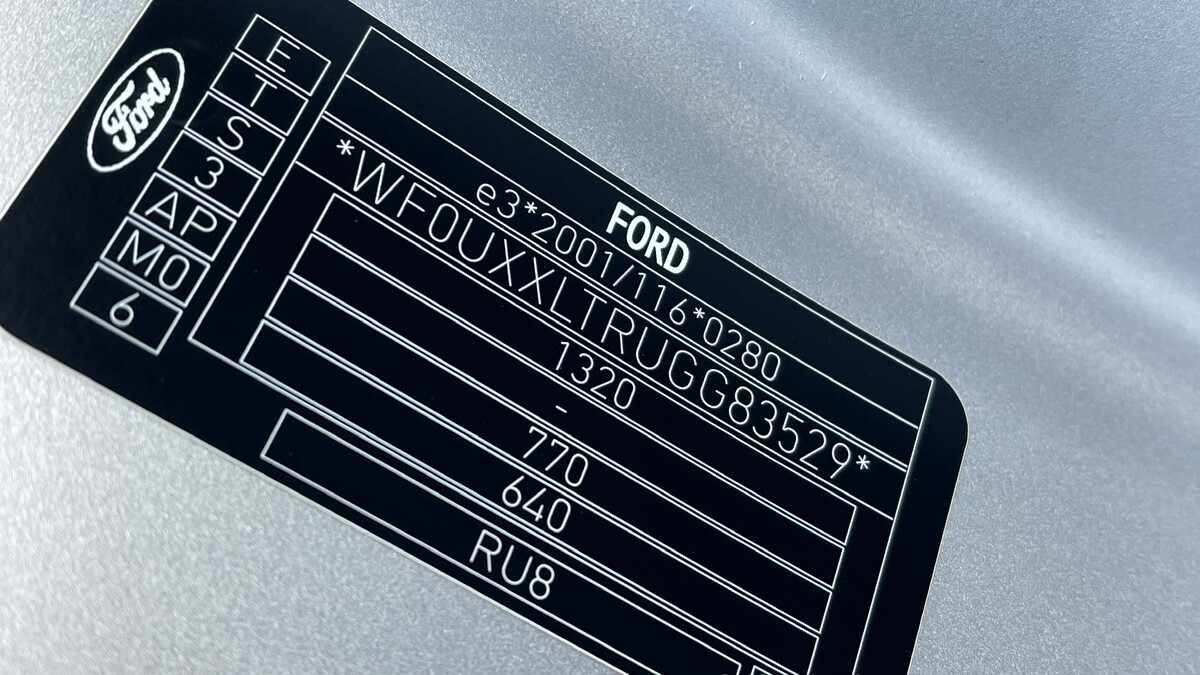 Ford
E
T
S
3
AP
M0
6
FORD
e3*2001/116*0280
*WF0UXXLTRUGG83529*
1320
-
770
640
RU8